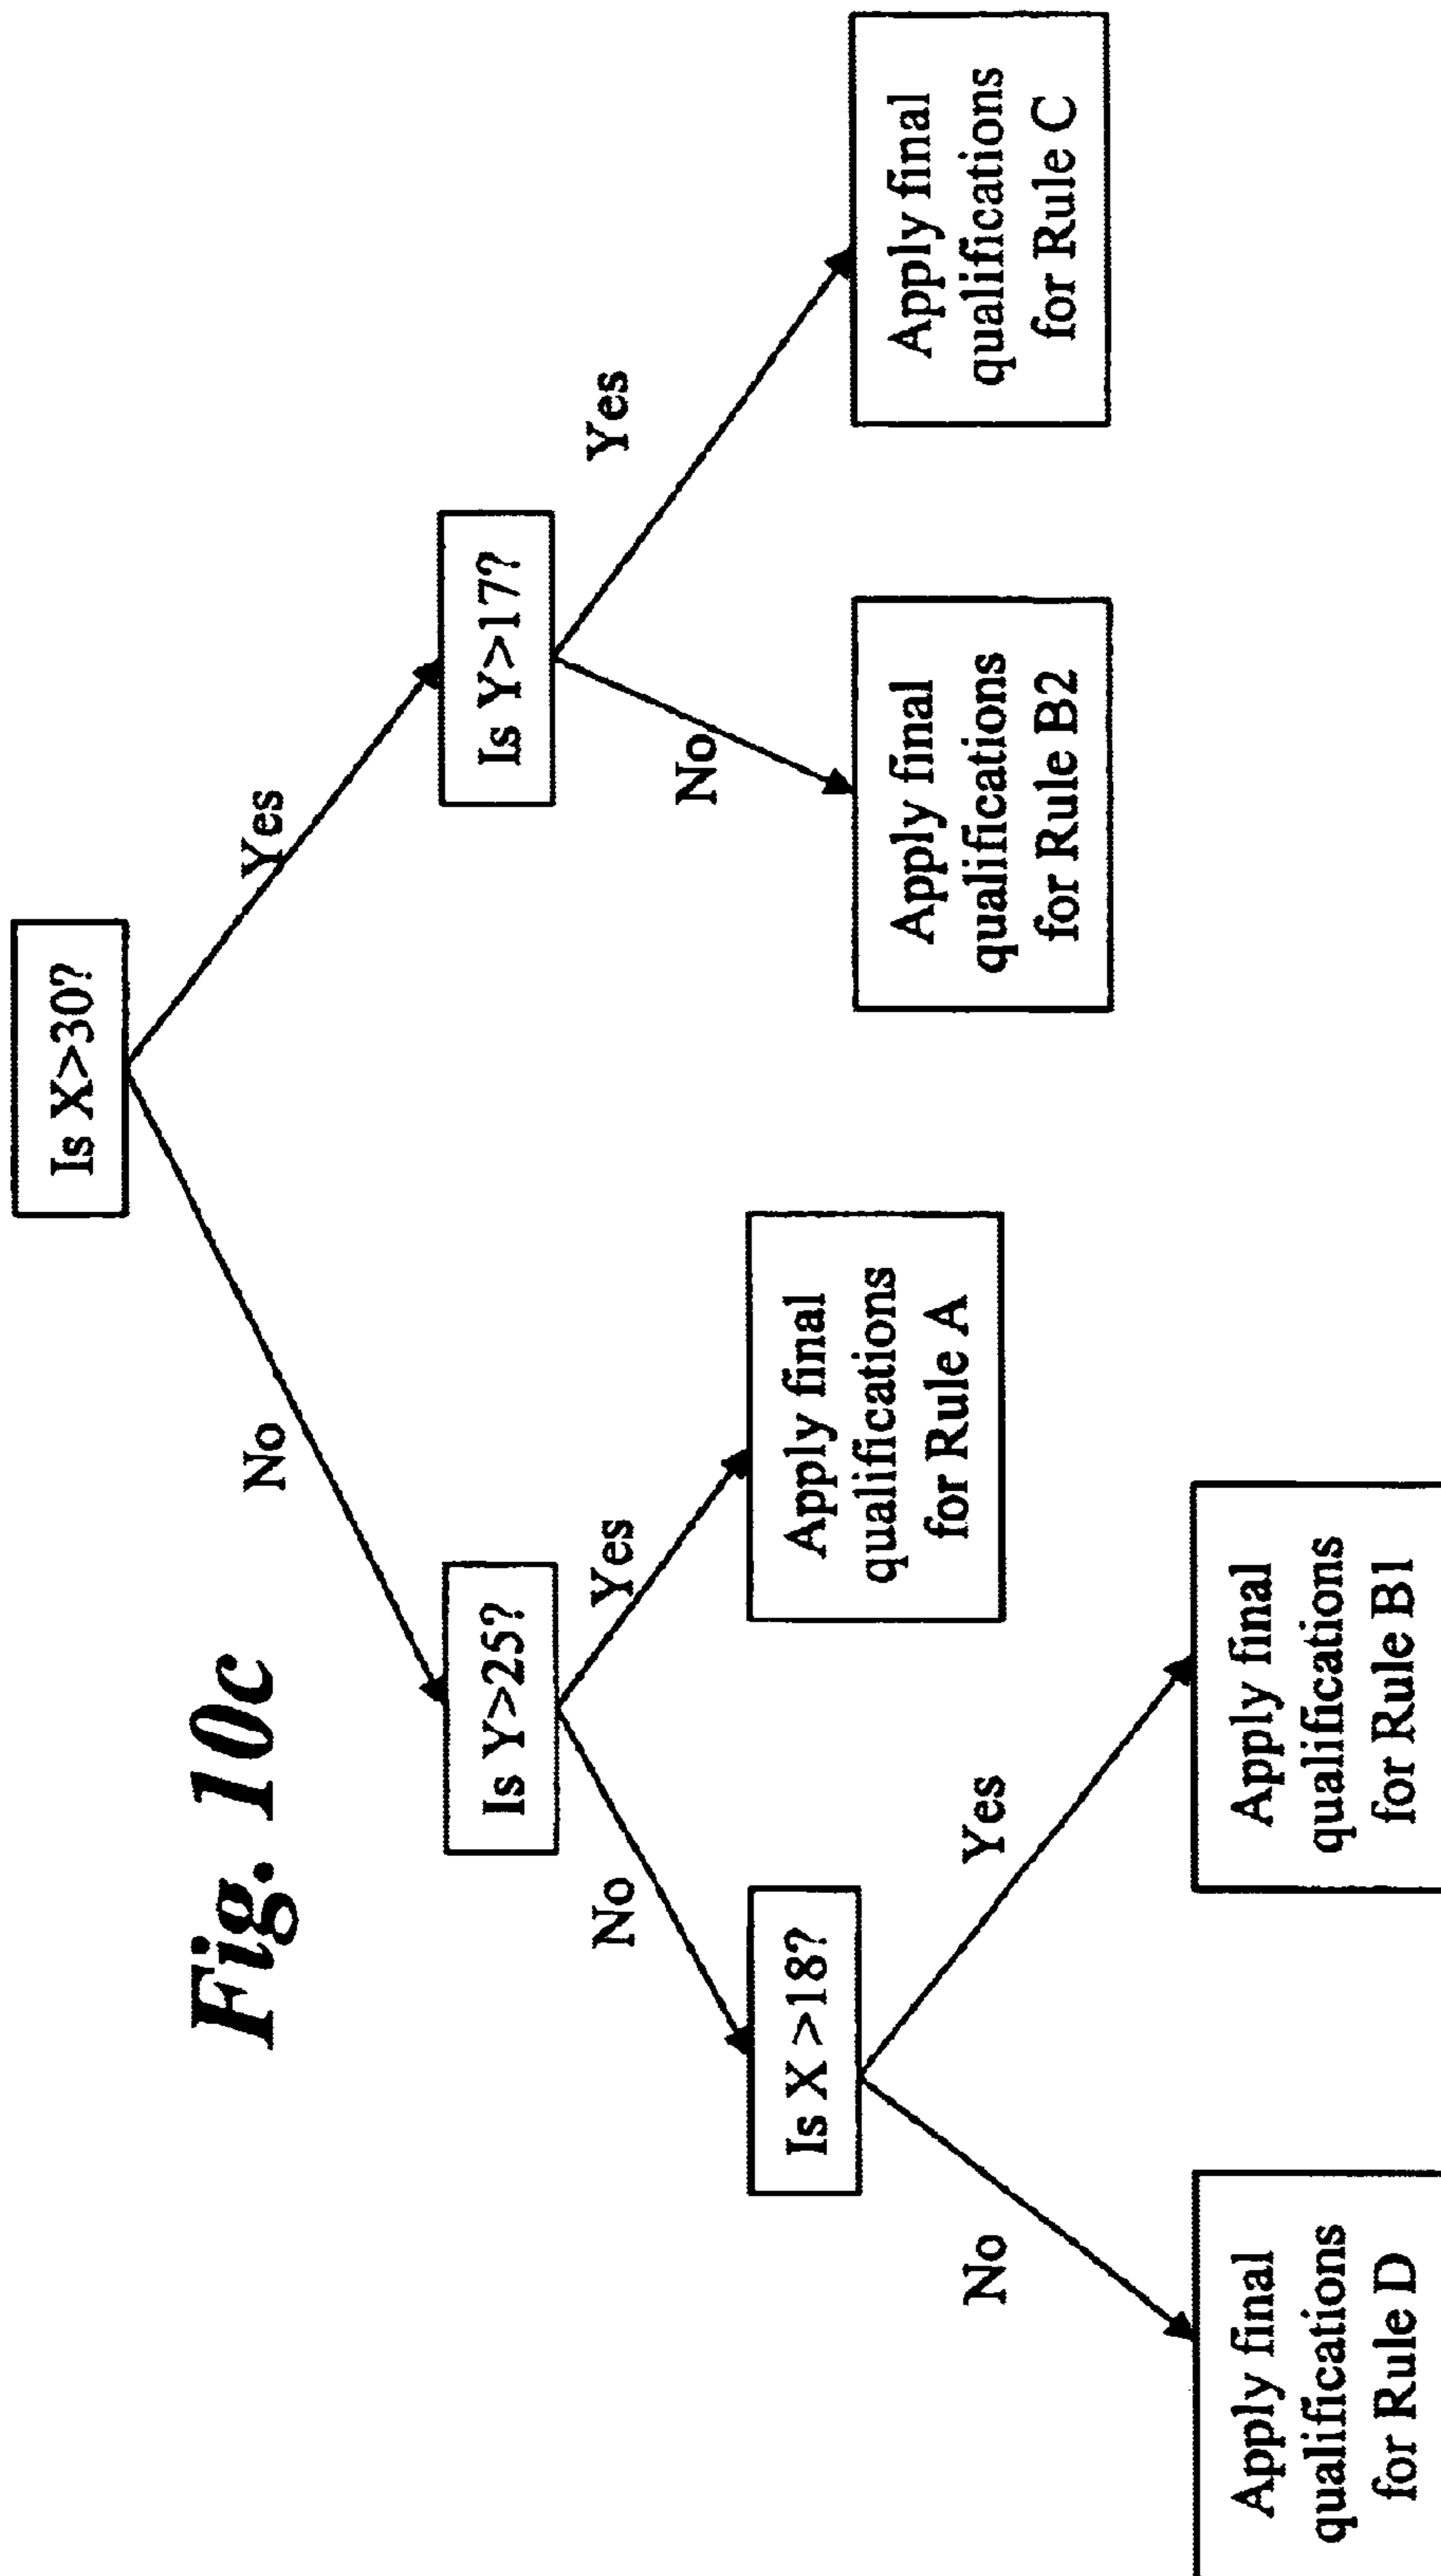 Fig. 10c
Is X>30?
No
Yes
Is Y>25?
Is Y>17?
No
Yes
No
Yes
Is X >18?
Apply final
qualifications
for Rule A
Apply final
qualifications
for Rule B2
Apply final
qualifications
for Rule C
No
Yes
Apply final
qualifications
for Rule D
Apply final
qualifications
for Rule B1